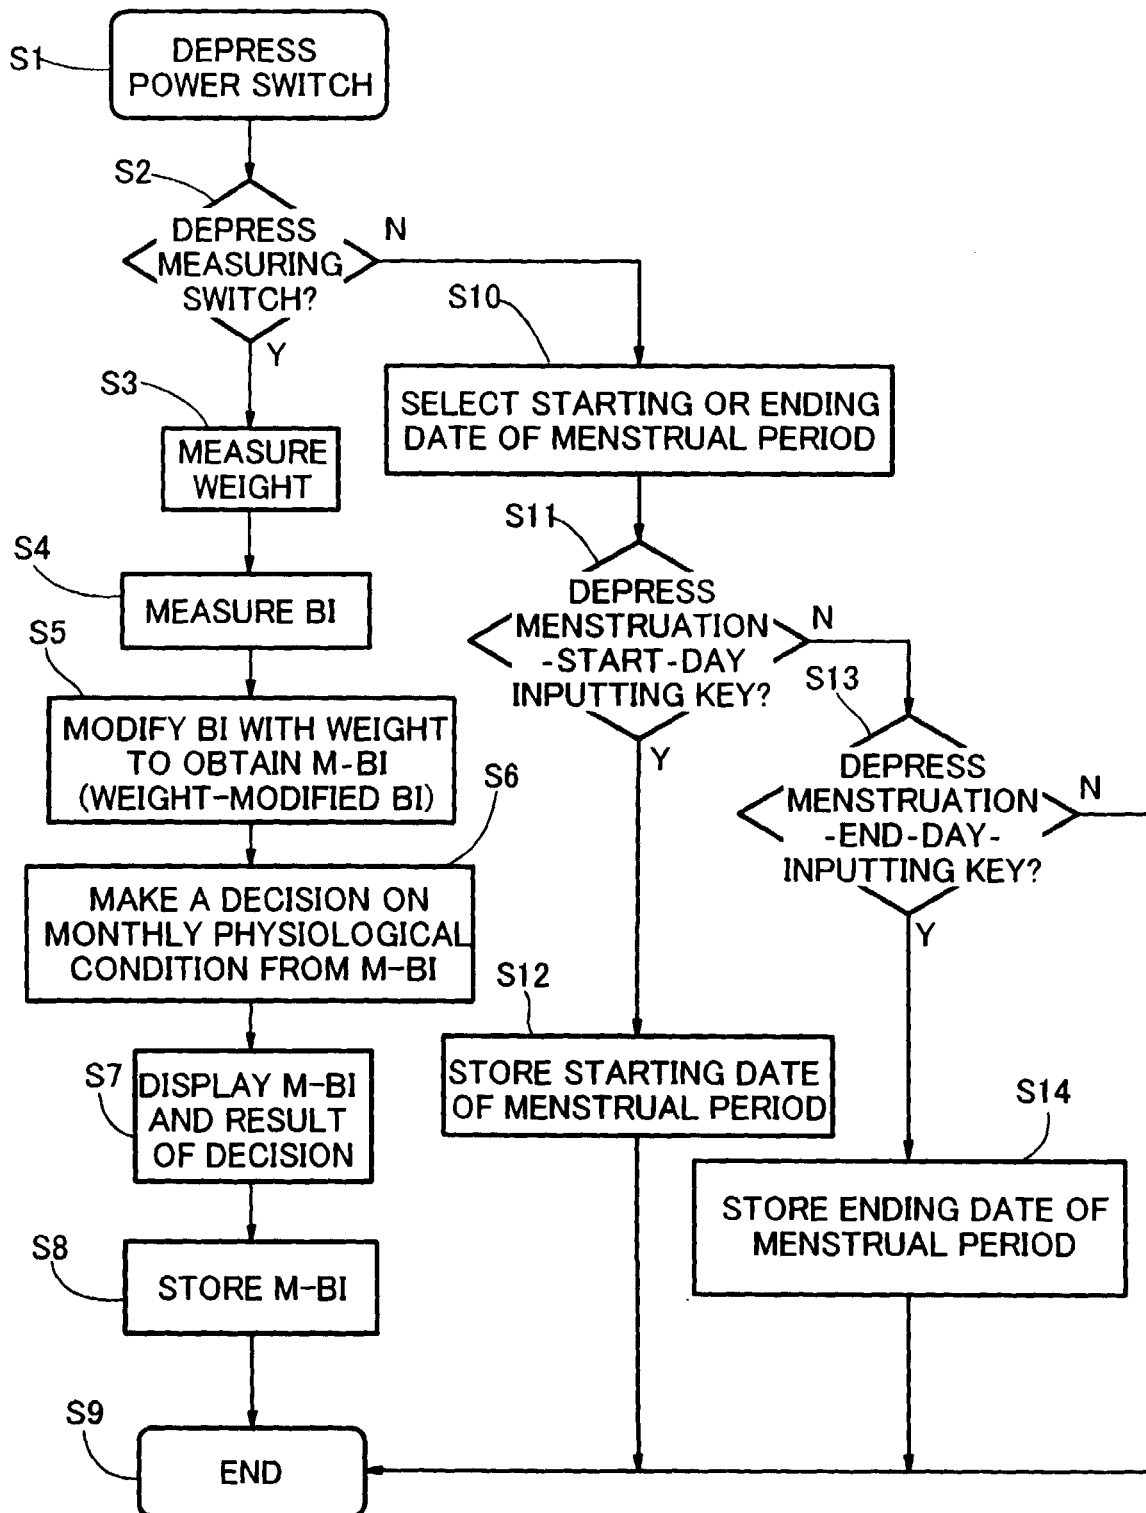 S1
DEPRESS
POWER SWITCH
S2
DEPRESS
MEASURING
SWITCH?
N
Y
S3
MEASURE
WEIGHT
S4
MEASURE BI
S5
MODIFY BI WITH WEIGHT
TO OBTAIN M-BI
(WEIGHT-MODIFIED BI)
S6
MAKE A DECISION ON
MONTHLY PHYSIOLOGICAL
CONDITION FROM M-BI
S7
DISPLAY M-BI
AND RESULT
OF DECISION
S8
STORE M-BI
S9
END
S10
SELECT STARTING OR ENDING
DATE OF MENSTRUAL PERIOD
S11
DEPRESS
MENSTRUATION
-START-DAY
INPUTTING KEY?
N
Y
S12
STORE STARTING DATE
OF MENSTRUAL PERIOD
S13
DEPRESS
MENSTRUATION
-END-DAY-
INPUTTING KEY?
N
Y
S14
STORE ENDING DATE OF
MENSTRUAL PERIOD